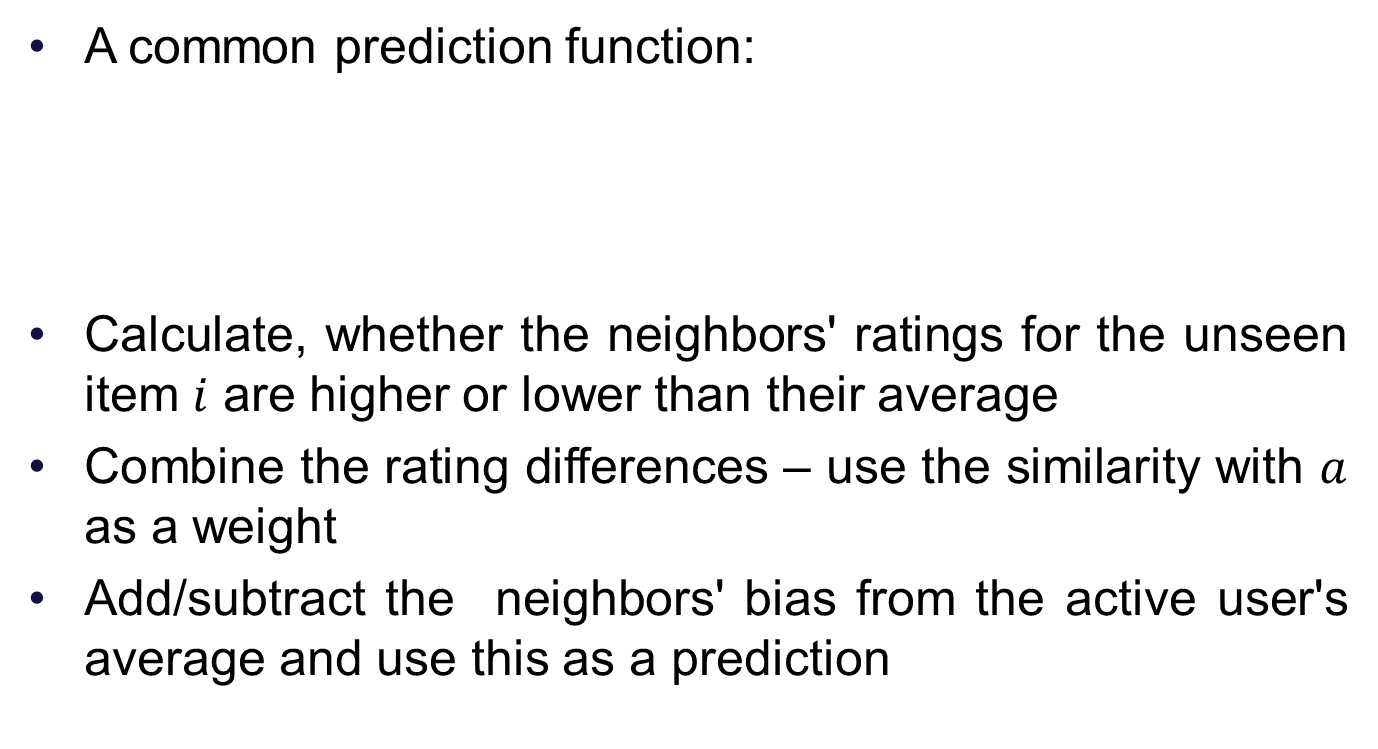 • A common prediction function:
• Calculate, whether the neighbors' ratings for the unseen
item 𝑖 are higher or lower than their average
• Combine the rating differences – use the similarity with 𝑎
as a weight
• Add/subtract the neighbors' bias from the active user's
average and use this as a prediction